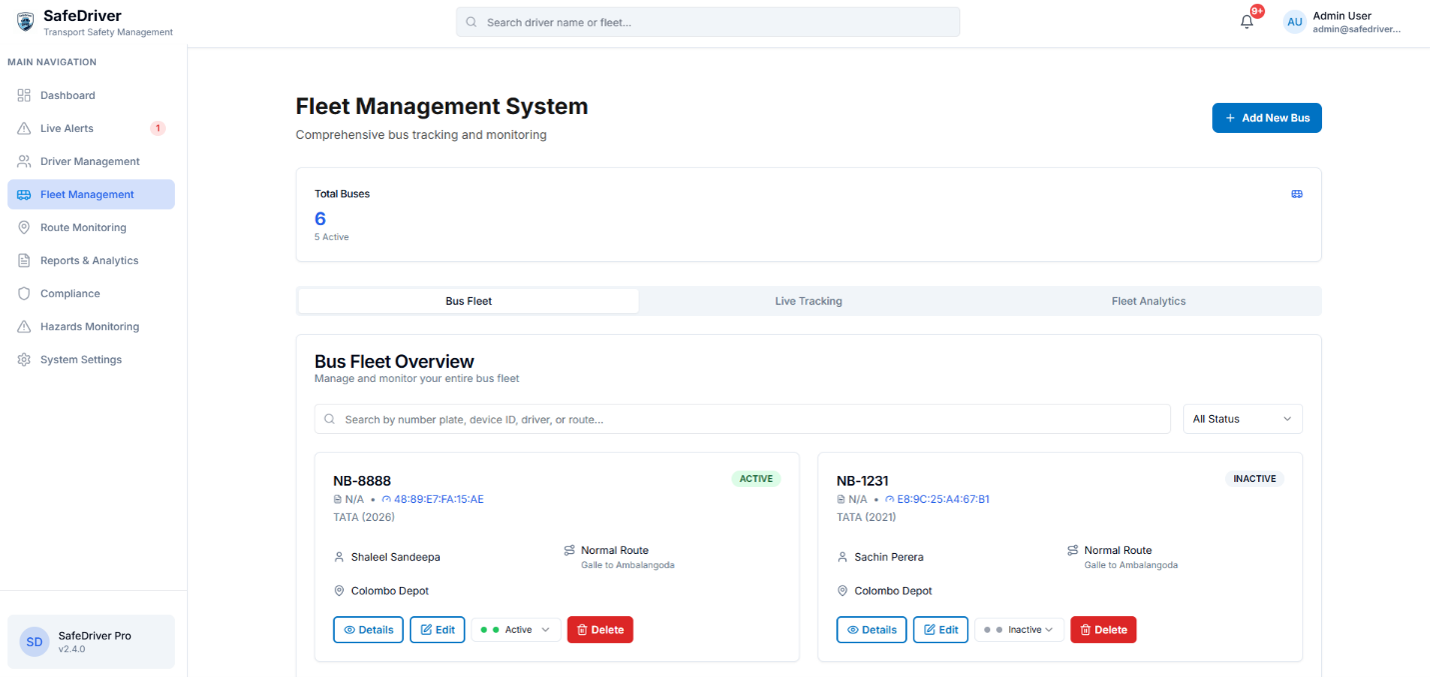 SafeDriver
Transport Safety Management
Search driver name or fleet...
9+
AU
Admin User
admin@safedriver...
MAIN NAVIGATION
Dashboard
Live Alerts 1
Driver Management
Fleet Management
Route Monitoring
Reports & Analytics
Compliance
Hazards Monitoring
System Settings
SD
SafeDriver Pro
v2.4.0
Fleet Management System
Comprehensive bus tracking and monitoring
+ Add New Bus
Total Buses
6
5 Active
Bus Fleet Live Tracking Fleet Analytics
Bus Fleet Overview
Manage and monitor your entire bus fleet
Search by number plate, device ID, driver, or route...
All Status
NB-8888 ACTIVE
N/A • 48:89:E7:FA:15:AE
TATA (2026)
Shaleel Sandeepa
Normal Route
Galle to Ambalangoda
Colombo Depot
Details Edit Active Delete
NB-1231 INACTIVE
N/A • E8:9C:25:A4:67:B1
TATA (2021)
Sachin Perera
Normal Route
Galle to Ambalangoda
Colombo Depot
Details Edit Inactive Delete